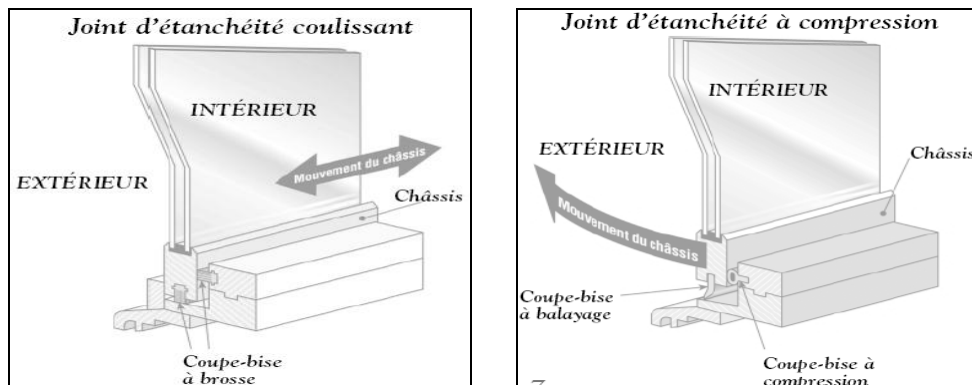 Joint d'étanchéité coulissant
INTÉRIEUR
EXTÉRIEUR
Mouvement du châssis
Châssis
Coupe-bise
à brosse
Joint d'étanchéité à compression
INTÉRIEUR
EXTÉRIEUR
Châssis
Mouvement du châssis
Coupe-bise
à balayage
Coupe-bise à
compression